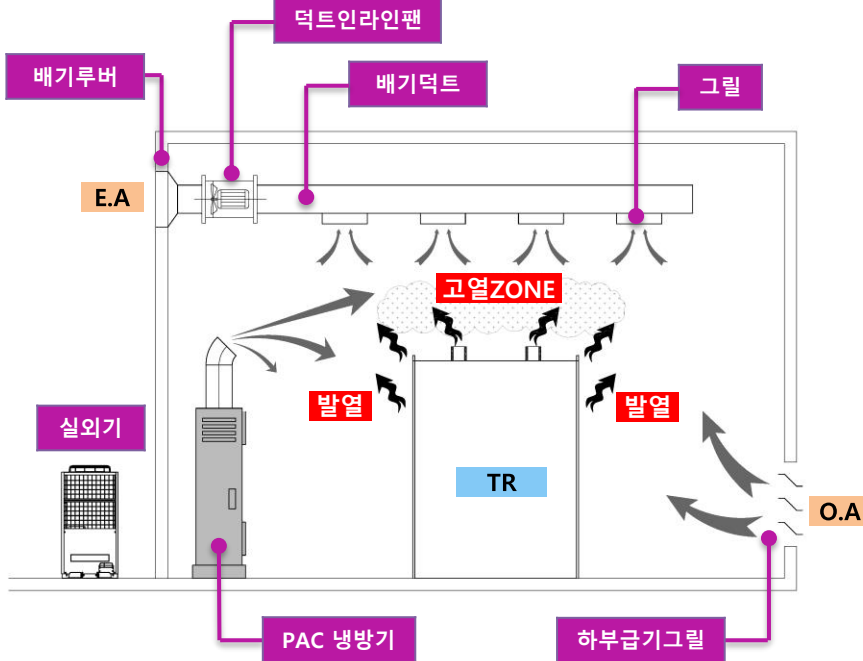 덕트인라인팬
배기루버
배기덕트
그릴
E.A
고열ZONE
발열
발열
실외기
TR
O.A
PAC 냉방기
하부급기그릴